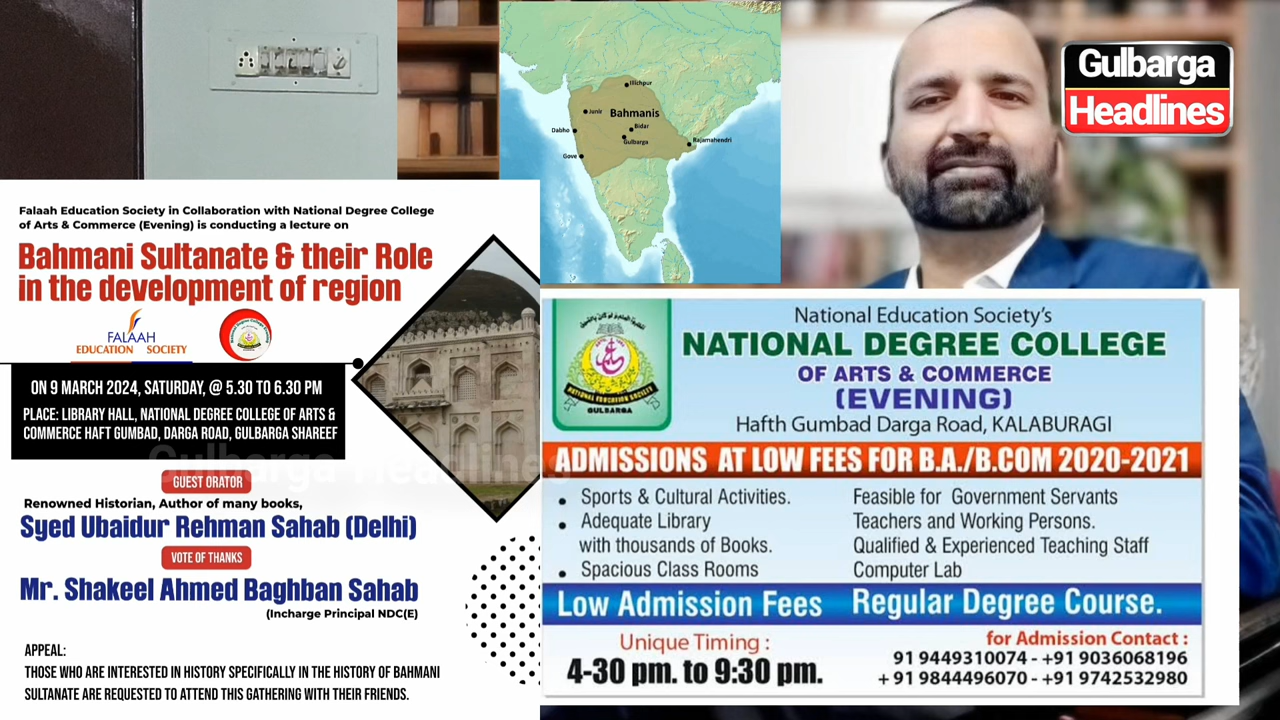 Gulbarga
Headlines
Illichpur
Junir
Bahmanis
Dabho
Bidar
Gulbarga
Rajamahendri
Gove
Falaah Education Society in Collaboration with National Degree College
of Arts & Commerce (Evening) is conducting a lecture on
Bahmani Sultanate & their Role
in the development of region
FALAAH
EDUCATION SOCIETY
ON 9 MARCH 2024, SATURDAY, @ 5.30 TO 6.30 PM
PLACE: LIBRARY HALL, NATIONAL DEGREE COLLEGE OF ARTS &
COMMERCE HAFT GUMBAD, DARGA ROAD, GULBARGA SHAREEF
Gulbarga Headlines
GUEST ORATOR
Renowned Historian, Author of many books,
Syed Ubaidur Rehman Sahab (Delhi)
VOTE OF THANKS
Mr. Shakeel Ahmed Baghban Sahab
(Incharge Principal NDC(E)
APPEAL:
THOSE WHO ARE INTERESTED IN HISTORY SPECIFICALLY IN THE HISTORY OF BAHMANI
SULTANATE ARE REQUESTED TO ATTEND THIS GATHERING WITH THEIR FRIENDS.
NATIONAL EDUCATION SOCIETY
GULBARGA
National Education Society's
NATIONAL DEGREE COLLEGE
OF ARTS & COMMERCE
(EVENING)
Hafth Gumbad Darga Road, KALABURAGI
ADMISSIONS AT LOW FEES FOR B.A./B.COM 2020-2021
• Sports & Cultural Activities.
• Adequate Library
with thousands of Books.
• Spacious Class Rooms
Feasible for Government Servants
Teachers and Working Persons.
Qualified & Experienced Teaching Staff
Computer Lab
Low Admission Fees Regular Degree Course.
Unique Timing :
4-30 pm. to 9:30 pm.
for Admission Contact :
91 9449310074 - +91 9036068196
+ 91 9844496070 - +91 9742532980